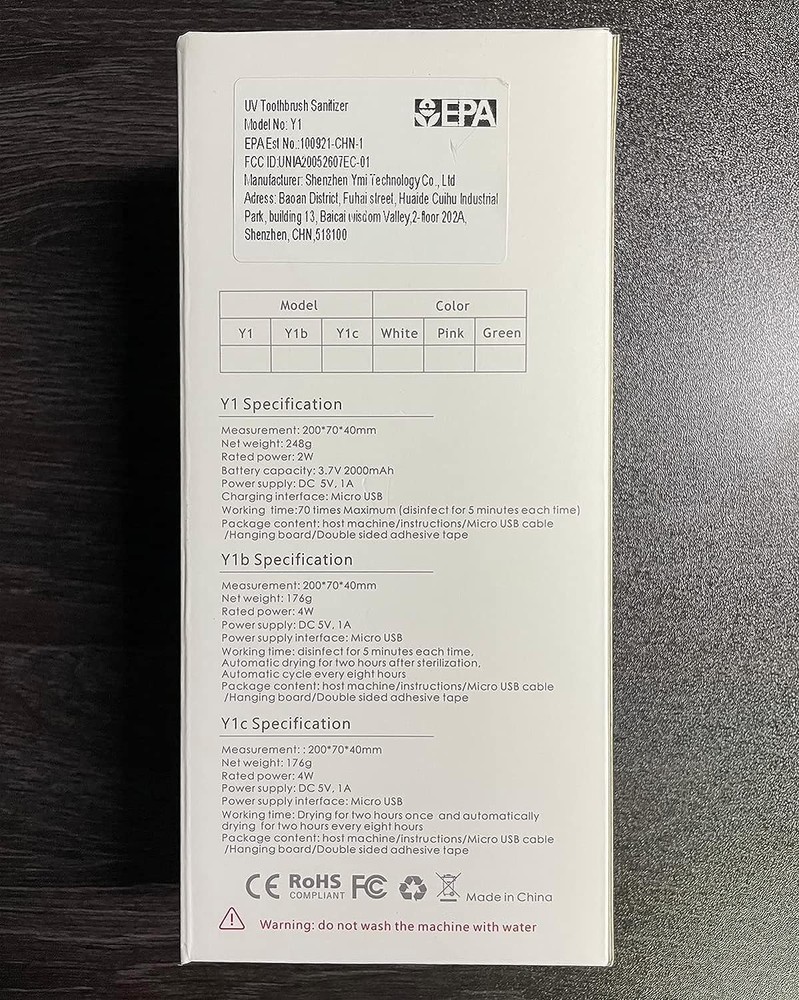 UV Toothbrush Sanitizer
EPA
Model No: Y1
EPA Est No.:100921-CHN-1
FCC ID:UNIA20052607EC-01
Manufacturer: Shenzhen Ymi Technology Co., Ltd
Adress: Baoan District, Fuhai street, Huaide Cuihu Industrial
Park, building 13, Baicai wisdom Valley,2-floor 202A,
Shenzhen, CHN,518100
Model Color
Y1 Y1b Y1c White Pink Green
Y1 Specification
Measurement: 200*70*40mm
Net weight: 248g
Rated power: 2W
Battery capacity: 3.7V 2000mAh
Power supply: DC 5V, 1A
Charging interface: Micro USB
Working time:70 times Maximum (disinfect for 5 minutes each time)
Package content: host machine/instructions/Micro USB cable
/Hanging board/Double sided adhesive tape
Y1b Specification
Measurement: 200*70*40mm
Net weight: 176g
Rated power: 4W
Power supply: DC 5V, 1A
Power supply interface: Micro USB
Working time: disinfect for 5 minutes each time,
Automatic drying for two hours after sterilization,
Automatic cycle every eight hours
Package content: host machine/instructions/Micro USB cable
/Hanging board/Double sided adhesive tape
Y1c Specification
Measurement: : 200*70*40mm
Net weight: 176g
Rated power: 4W
Power supply: DC 5V, 1A
Power supply interface: Micro USB
Working time: Drying for two hours once and automatically
drying for two hours every eight hours
Package content: host machine/instructions/Micro USB cable
/Hanging board/Double sided adhesive tape
CE RoHS COMPLIANT FC Made in China
Warning: do not wash the machine with water